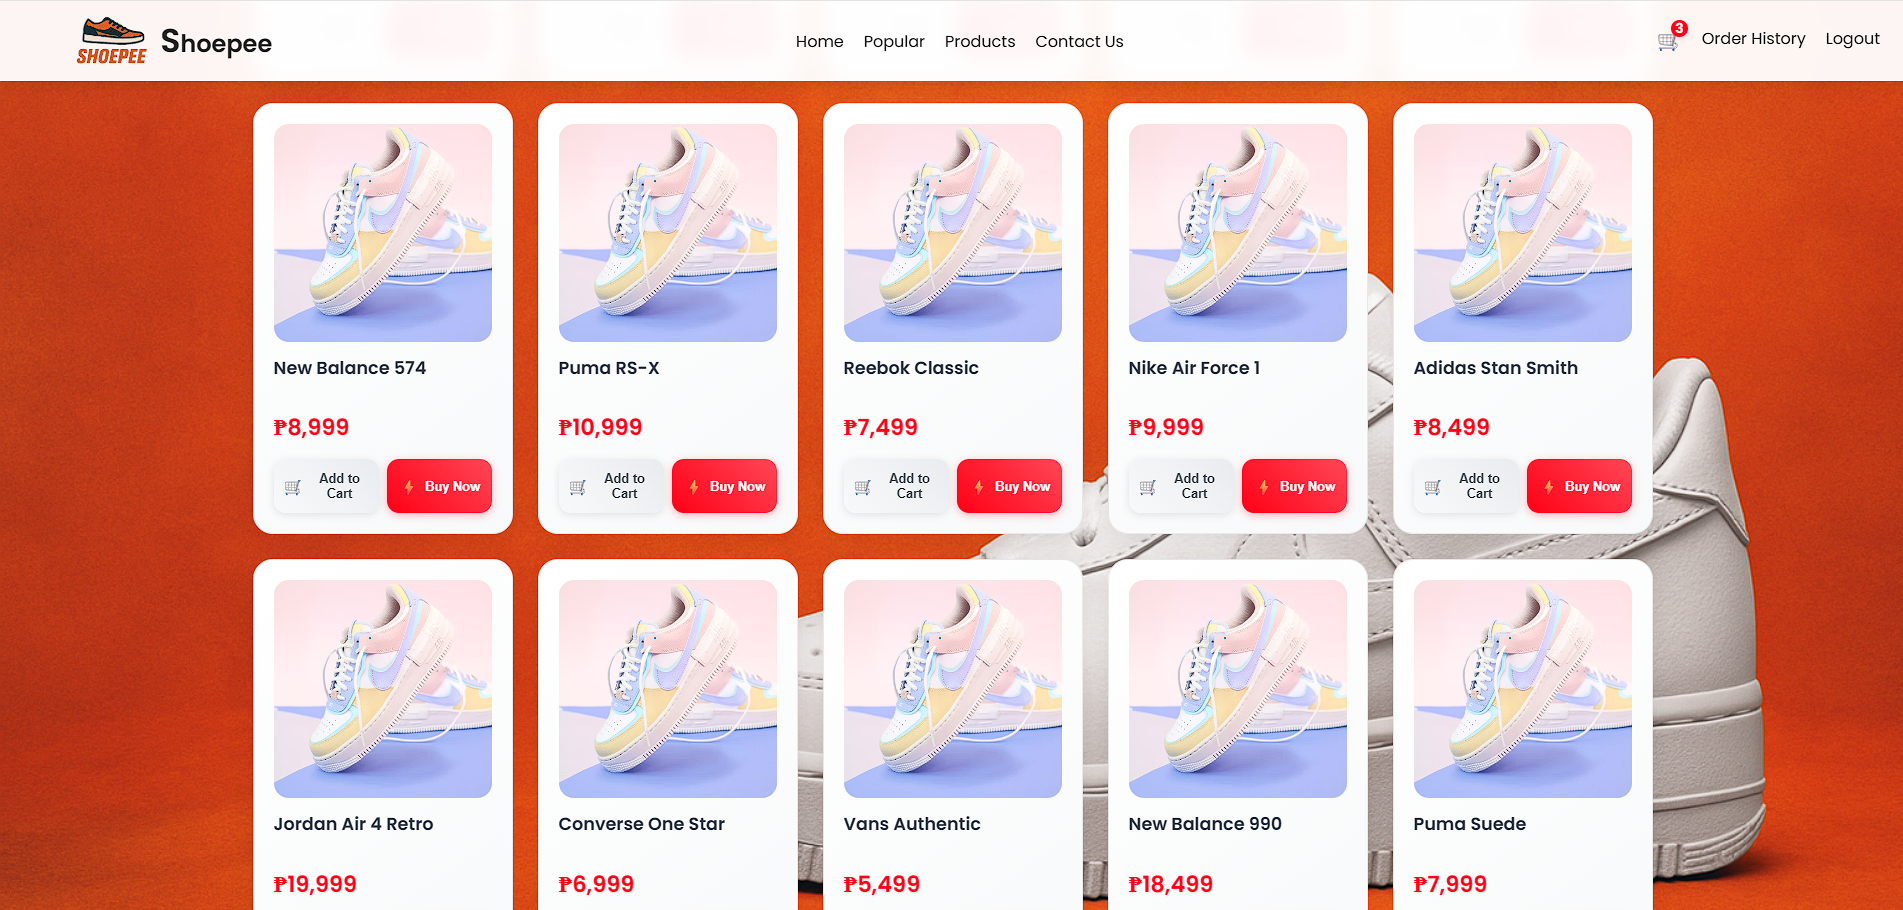 SHOEPEE
Shoepee
Home Popular Products Contact Us
3
Order History Logout
New Balance 574
₱8,999
Add to
Cart
Buy Now
Puma RS-X
₱10,999
Add to
Cart
Buy Now
Reebok Classic
₱7,499
Add to
Cart
Buy Now
Nike Air Force 1
₱9,999
Add to
Cart
Buy Now
Adidas Stan Smith
₱8,499
Add to
Cart
Buy Now
Jordan Air 4 Retro
₱19,999
Converse One Star
₱6,999
Vans Authentic
₱5,499
New Balance 990
₱18,499
Puma Suede
₱7,999